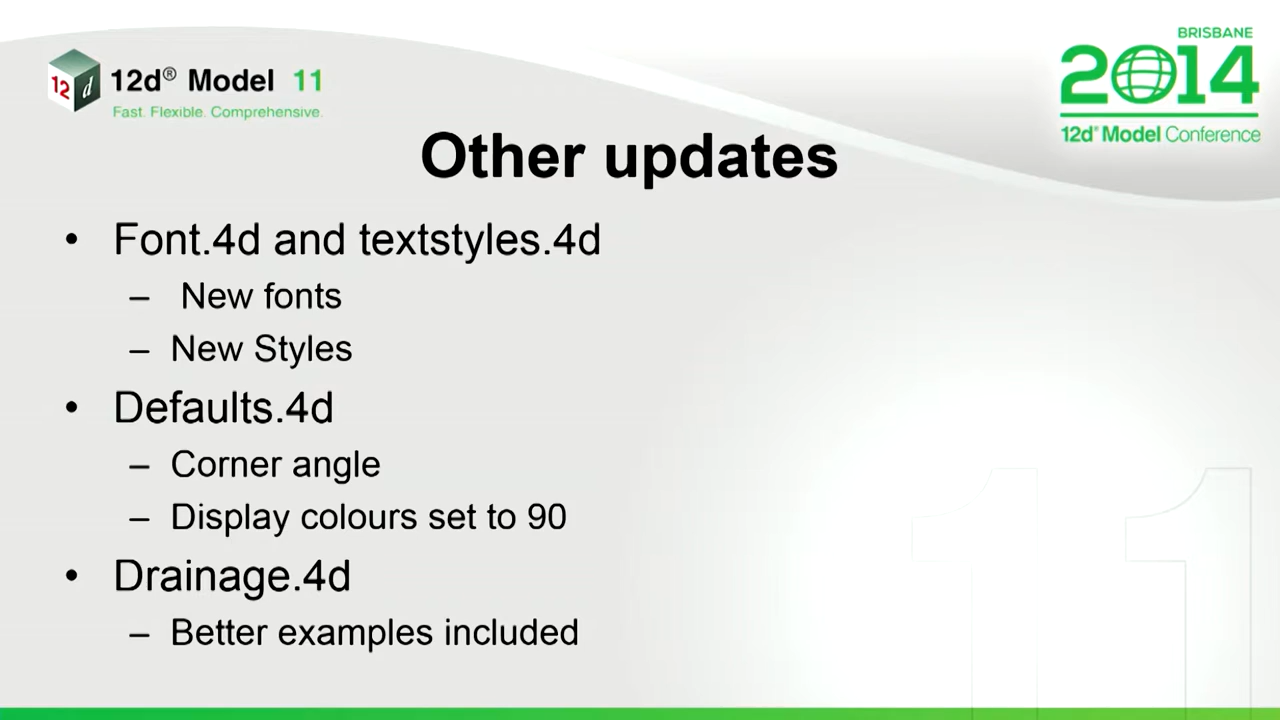 12d® Model 11
Fast. Flexible. Comprehensive.
BRISBANE
2014
12d® Model Conference
Other updates
• Font.4d and textstyles.4d
– New fonts
– New Styles
• Defaults.4d
– Corner angle
– Display colours set to 90
• Drainage.4d
– Better examples included
11